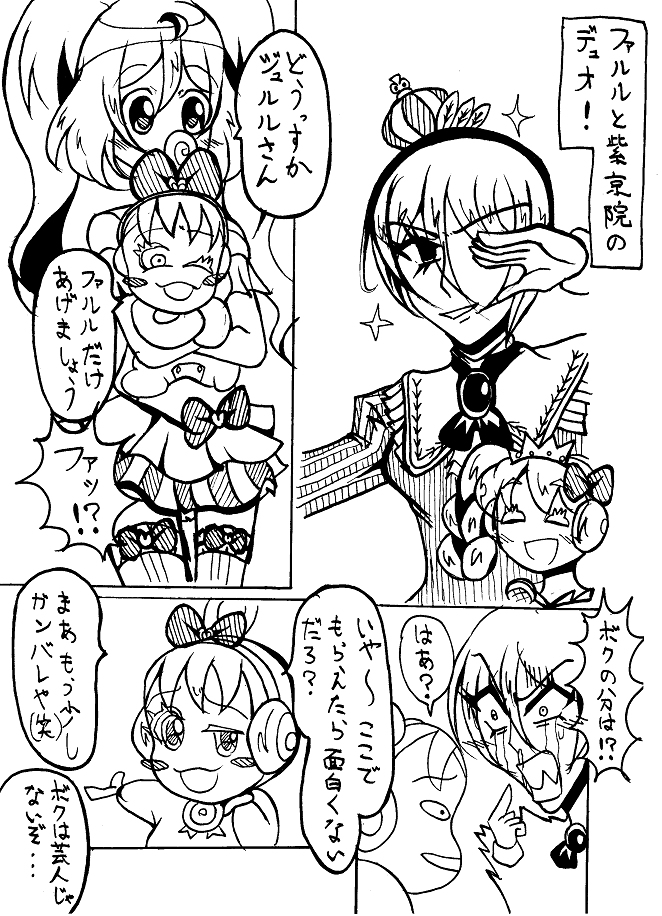 ファルルと紫京院の
デュオ!
どうっすか
ジュルルさん
ファルルだけ
あげましょう
ファッ!?
ボクの分は!?
はあ?
いや〜ここで
もらえたら面白くない
だろ?
まあもう少し
ガンバレや
(笑)
ボクは芸人じゃ
ないぞ・・・